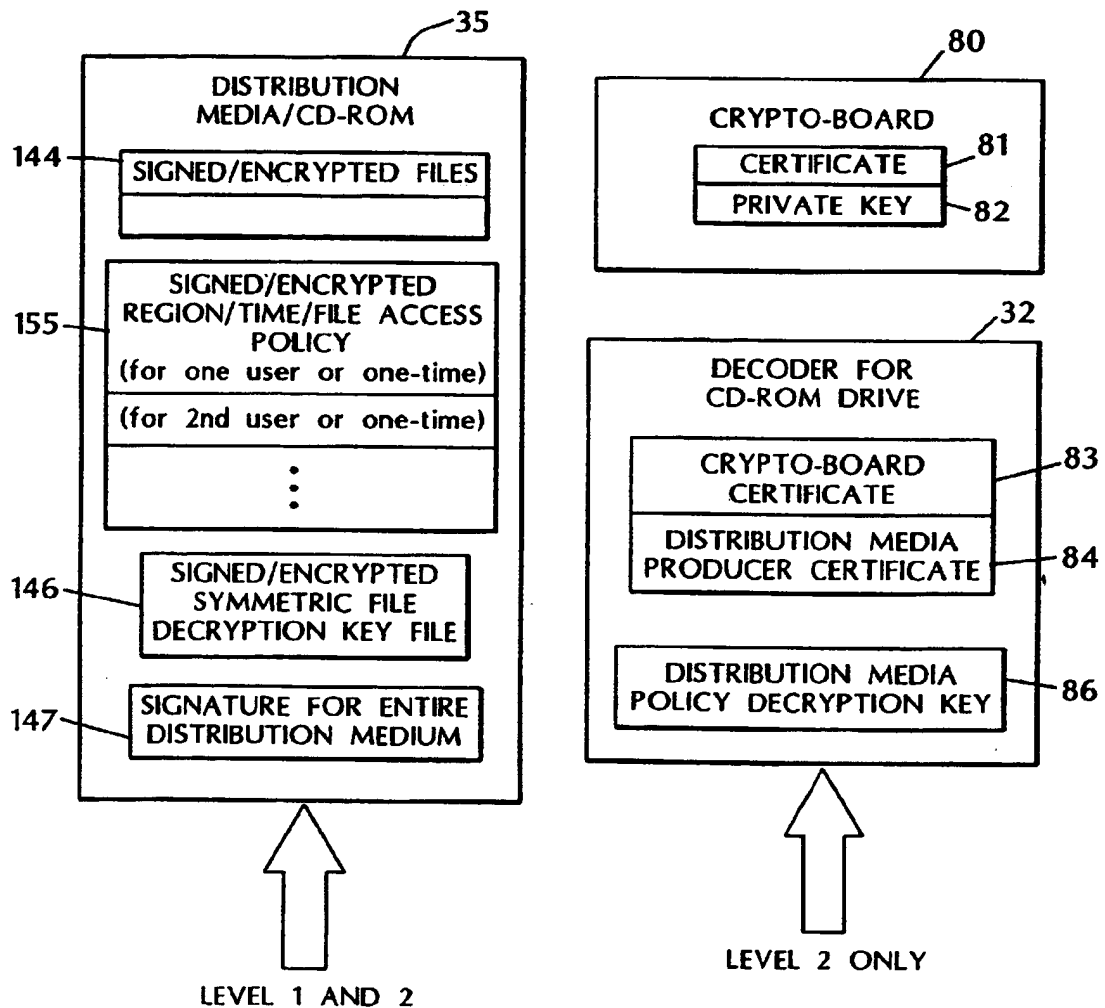 35
DISTRIBUTION
MEDIA/CD-ROM
144
SIGNED/ENCRYPTED FILES
155
SIGNED/ENCRYPTED
REGION/TIME/FILE ACCESS
POLICY
(for one user or one-time)
(for 2nd user or one-time)
146
SIGNED/ENCRYPTED
SYMMETRIC FILE
DECRYPTION KEY FILE
147
SIGNATURE FOR ENTIRE
DISTRIBUTION MEDIUM
LEVEL 1 AND 2
80
CRYPTO-BOARD
81
CERTIFICATE
PRIVATE KEY
82
32
DECODER FOR
CD-ROM DRIVE
83
CRYPTO-BOARD
CERTIFICATE
DISTRIBUTION MEDIA
PRODUCER CERTIFICATE
84
DISTRIBUTION MEDIA
POLICY DECRYPTION KEY
86
LEVEL 2 ONLY